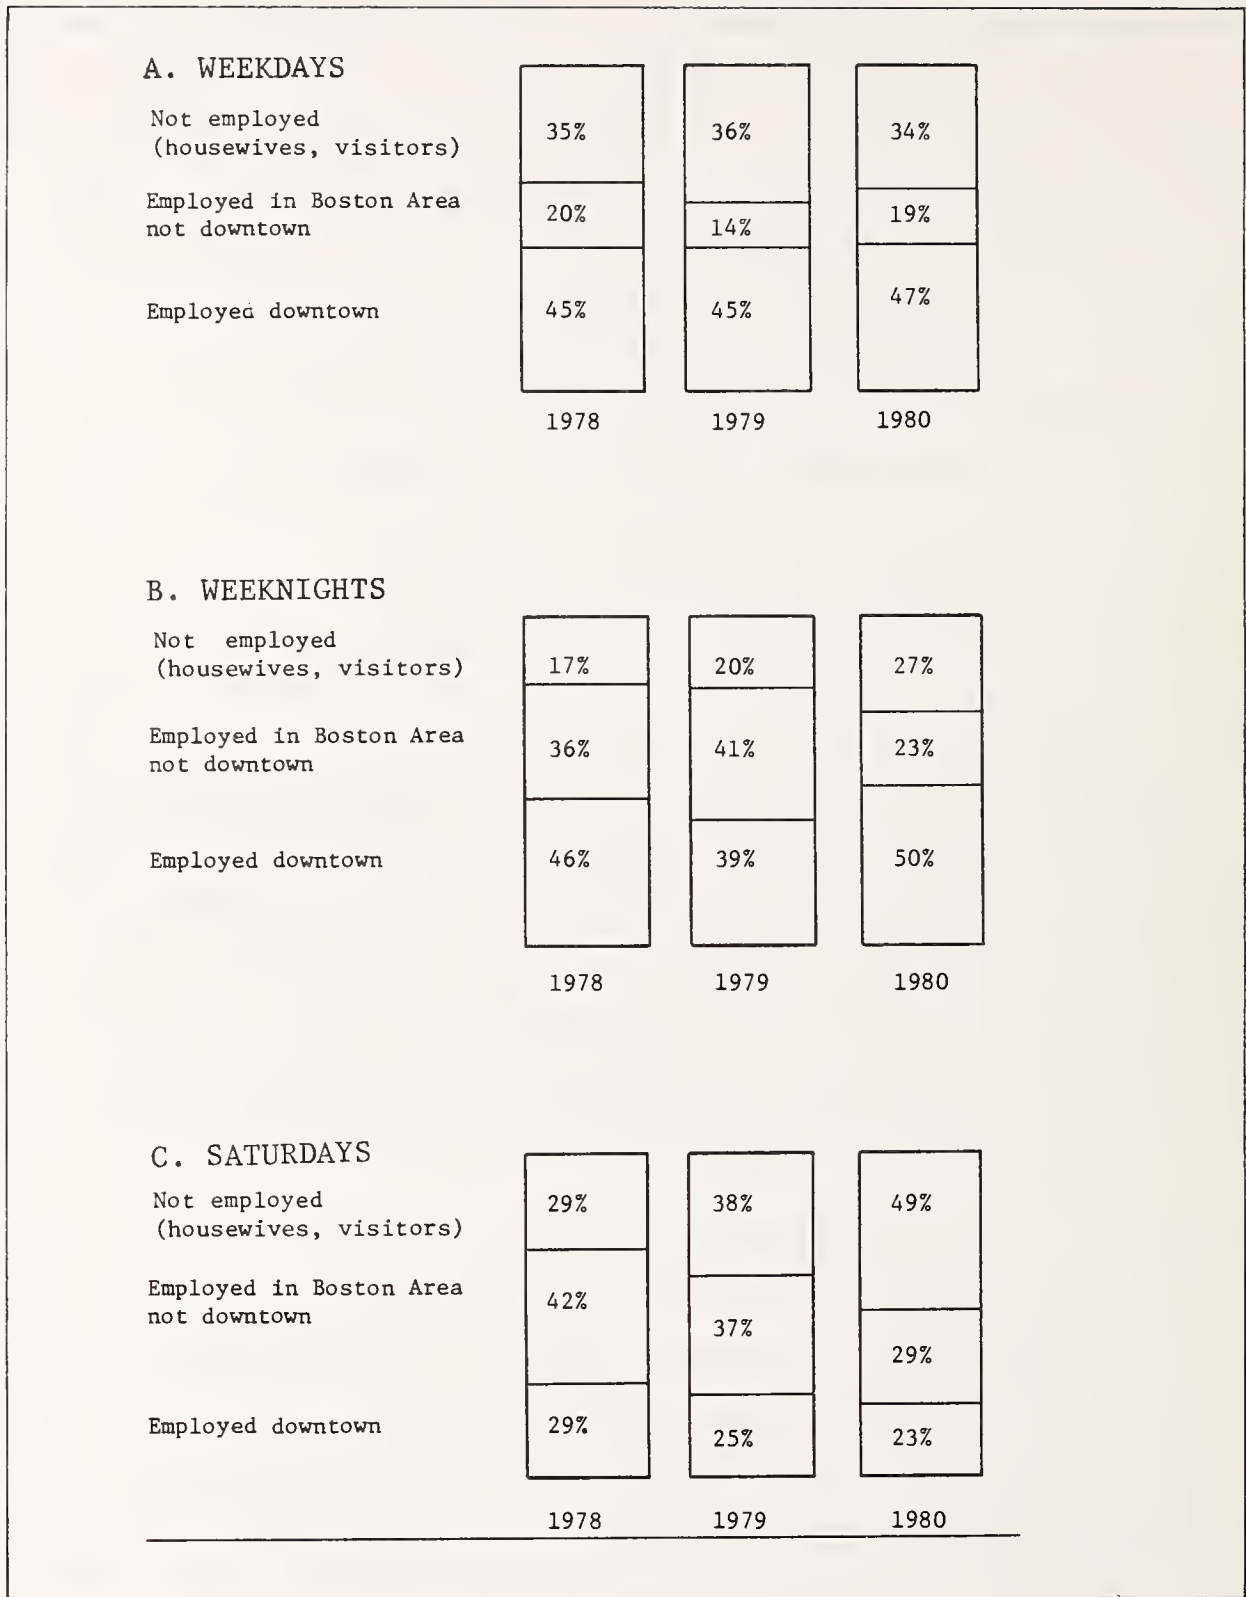 A. WEEKDAYS
Not employed
(housewives, visitors)
35% 36% 34%
Employed in Boston Area
not downtown
20% 14% 19%
Employed downtown
45% 45% 47%
1978 1979 1980
B. WEEKNIGHTS
Not employed
(housewives, visitors)
17% 20% 27%
Employed in Boston Area
not downtown
36% 41% 23%
Employed downtown
46% 39% 50%
1978 1979 1980
C. SATURDAYS
Not employed
(housewives, visitors)
29% 38% 49%
Employed in Boston Area
not downtown
42% 37% 29%
Employed downtown
29% 25% 23%
1978 1979 1980